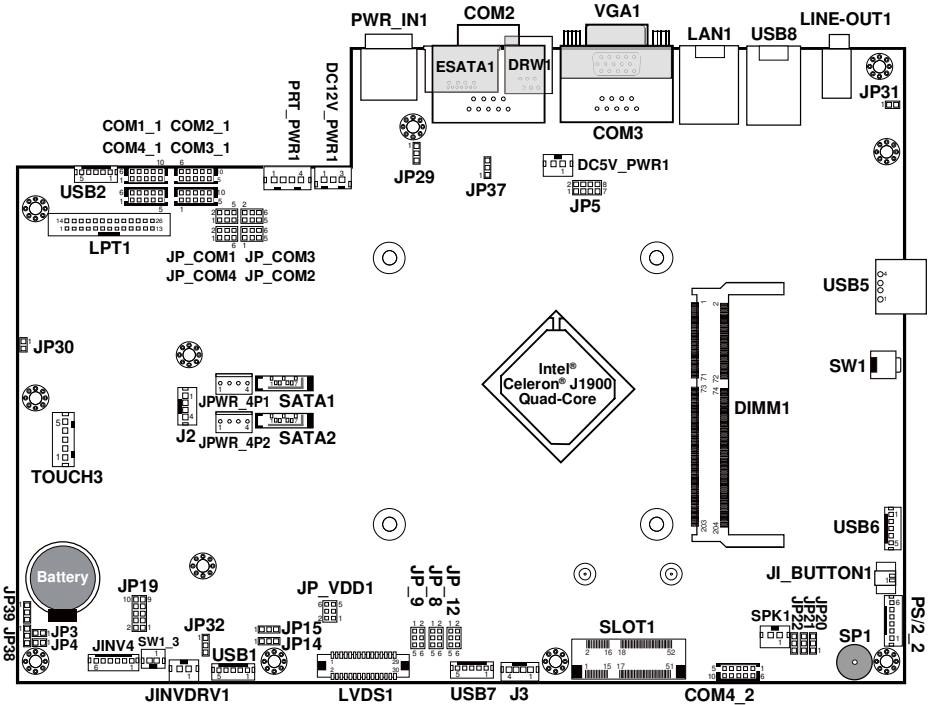 PWR_IN1
COM2
VGA1
LAN1
USB8
LINE-OUT1
ESATA1
DRW1
DC12V_PWR1
PRT_PWR1
JP31
COM3
COM1_1 COM2_1
COM4_1 COM3_1
JP29
JP37
DC5V_PWR1
JP5
USB2
LPT1
JP_COM1 JP_COM3
JP_COM4 JP_COM2
USB5
JP30
Intel®
Celeron® J1900
Quad-Core
SW1
DIMM1
JPWR_4P1
SATA1
J2
JPWR_4P2
SATA2
TOUCH3
USB6
Battery
JP19
JP_VDD1
JP_9
JP_8
JP_12
JI_BUTTON1
JP39
JP38
JP3
JP4
JINV4
SW1_3
JP32
JP15
JP14
USB1
SLOT1
SPK1
JP22
JP21
JP20
SP1
PS/2_2
JINVDRV1
LVDS1
USB7
J3
COM4_2